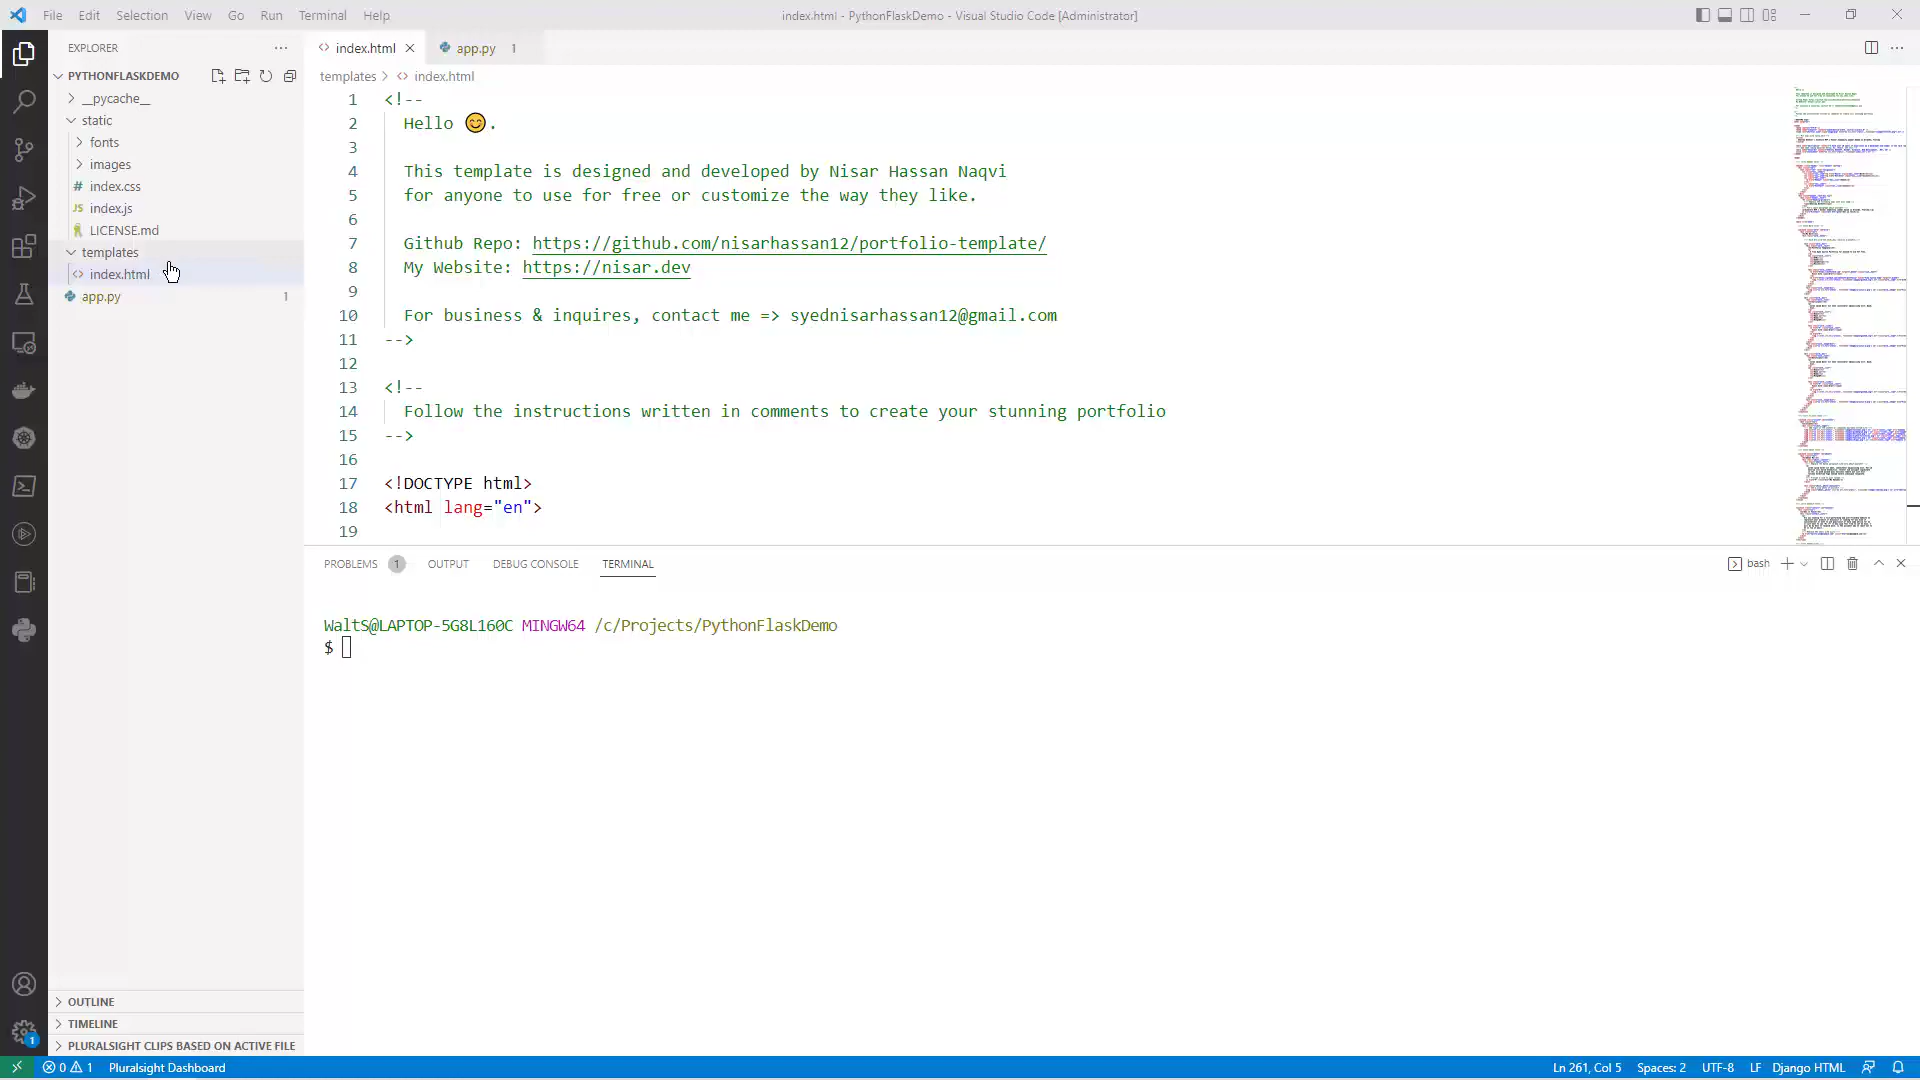 File Edit Selection View Go Run Terminal Help
index.html - PythonFlaskDemo - Visual Studio Code [Administrator]
EXPLORER
PYTHONFLASKDEMO
__pycache__
static
fonts
images
# index.css
JS index.js
LICENSE.md
templates
<> index.html
app.py 1
OUTLINE
TIMELINE
PLURALSIGHT CLIPS BASED ON ACTIVE FILE
<> index.html
app.py 1
templates > <> index.html
1 <!--
2 Hello 😊.
3
4 This template is designed and developed by Nisar Hassan Naqvi
5 for anyone to use for free or customize the way they like.
6
7 Github Repo: https://github.com/nisarhassan12/portfolio-template/
8 My Website: https://nisar.dev
9
10 For business & inquires, contact me => syednisarhassan12@gmail.com
11 -->
12
13 <!--
14 Follow the instructions written in comments to create your stunning portfolio
15 -->
16
17 <!DOCTYPE html>
18 <html lang="en">
19
PROBLEMS 1 OUTPUT DEBUG CONSOLE TERMINAL
bash
WaltS@LAPTOP-5G8L160C MINGW64 /c/Projects/PythonFlaskDemo
$
1
0 1 Pluralsight Dashboard
Ln 261, Col 5 Spaces: 2 UTF-8 LF Django HTML